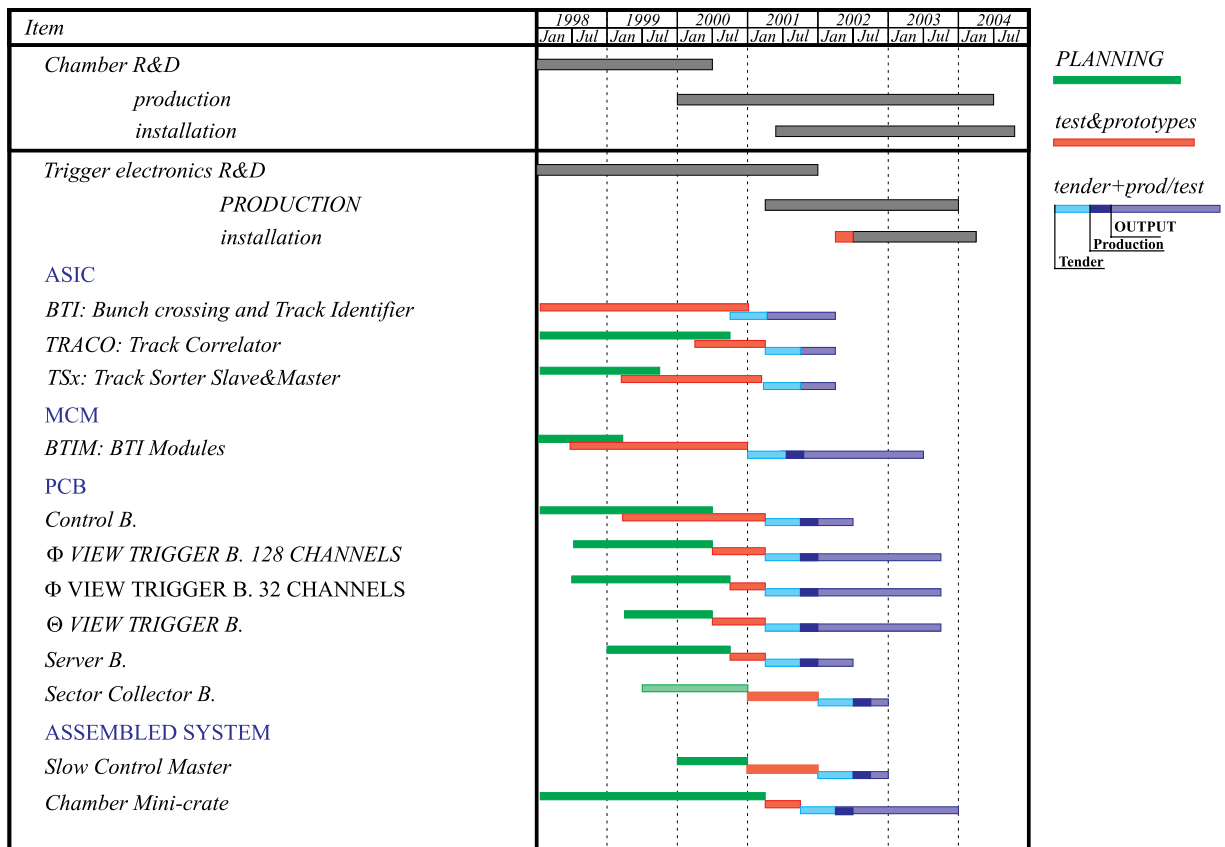 Item
1998 1999 2000 2001 2002 2003 2004
Jan Jul Jan Jul Jan Jul Jan Jul Jan Jul Jan Jul Jan Jul
Chamber R&D
production
installation
Trigger electronics R&D
PRODUCTION
installation
ASIC
BTI: Bunch crossing and Track Identifier
TRACO: Track Correlator
TSx: Track Sorter Slave&Master
MCM
BTIM: BTI Modules
PCB
Control B.
Φ VIEW TRIGGER B. 128 CHANNELS
Φ VIEW TRIGGER B. 32 CHANNELS
Θ VIEW TRIGGER B.
Server B.
Sector Collector B.
ASSEMBLED SYSTEM
Slow Control Master
Chamber Mini-crate
PLANNING
test&prototypes
tender+prod/test
OUTPUT
Production
Tender